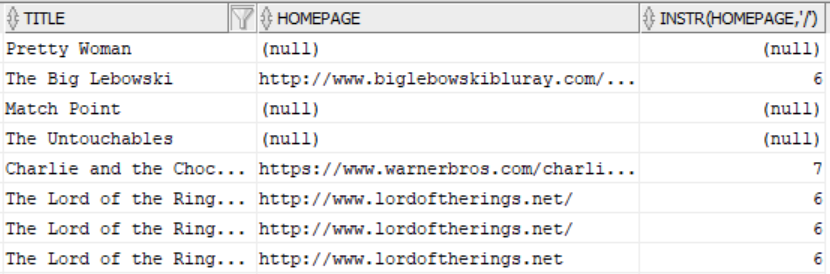 TITLE HOMEPAGE INSTR(HOMEPAGE,'/')
Pretty Woman (null) (null)
The Big Lebowski http://www.biglebowskibluray.com/... 6
Match Point (null) (null)
The Untouchables (null) (null)
Charlie and the Choc... https://www.warnerbros.com/charli... 7
The Lord of the Ring... http://www.lordoftherings.net/ 6
The Lord of the Ring... http://www.lordoftherings.net/ 6
The Lord of the Ring... http://www.lordoftherings.net 6